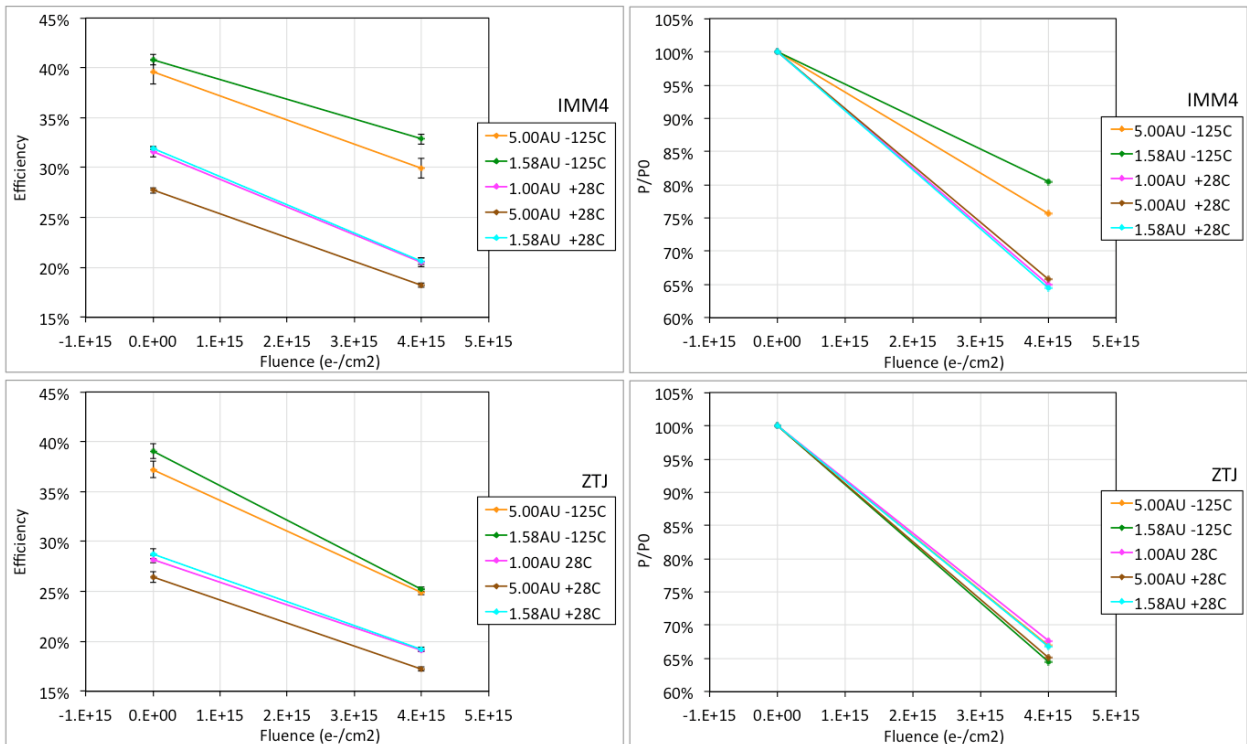 45%
40%
35%
30%
25%
20%
15%
Efficiency
-1.E+15 0.E+00 1.E+15 2.E+15 3.E+15 4.E+15 5.E+15
Fluence (e-/cm2)
IMM4
5.00AU -125C
1.58AU -125C
1.00AU +28C
5.00AU +28C
1.58AU +28C
105%
100%
95%
90%
85%
80%
75%
70%
65%
60%
P/P0
-1.E+15 0.E+00 1.E+15 2.E+15 3.E+15 4.E+15 5.E+15
Fluence (e-/cm2)
IMM4
5.00AU -125C
1.58AU -125C
1.00AU +28C
5.00AU +28C
1.58AU +28C
45%
40%
35%
30%
25%
20%
15%
Efficiency
-1.E+15 0.E+00 1.E+15 2.E+15 3.E+15 4.E+15 5.E+15
Fluence (e-/cm2)
ZTJ
5.00AU -125C
1.58AU -125C
1.00AU 28C
5.00AU +28C
1.58AU +28C
105%
100%
95%
90%
85%
80%
75%
70%
65%
60%
P/P0
-1.E+15 0.E+00 1.E+15 2.E+15 3.E+15 4.E+15 5.E+15
Fluence (e-/cm2)
ZTJ
5.00AU -125C
1.58AU -125C
1.00AU 28C
5.00AU +28C
1.58AU +28C